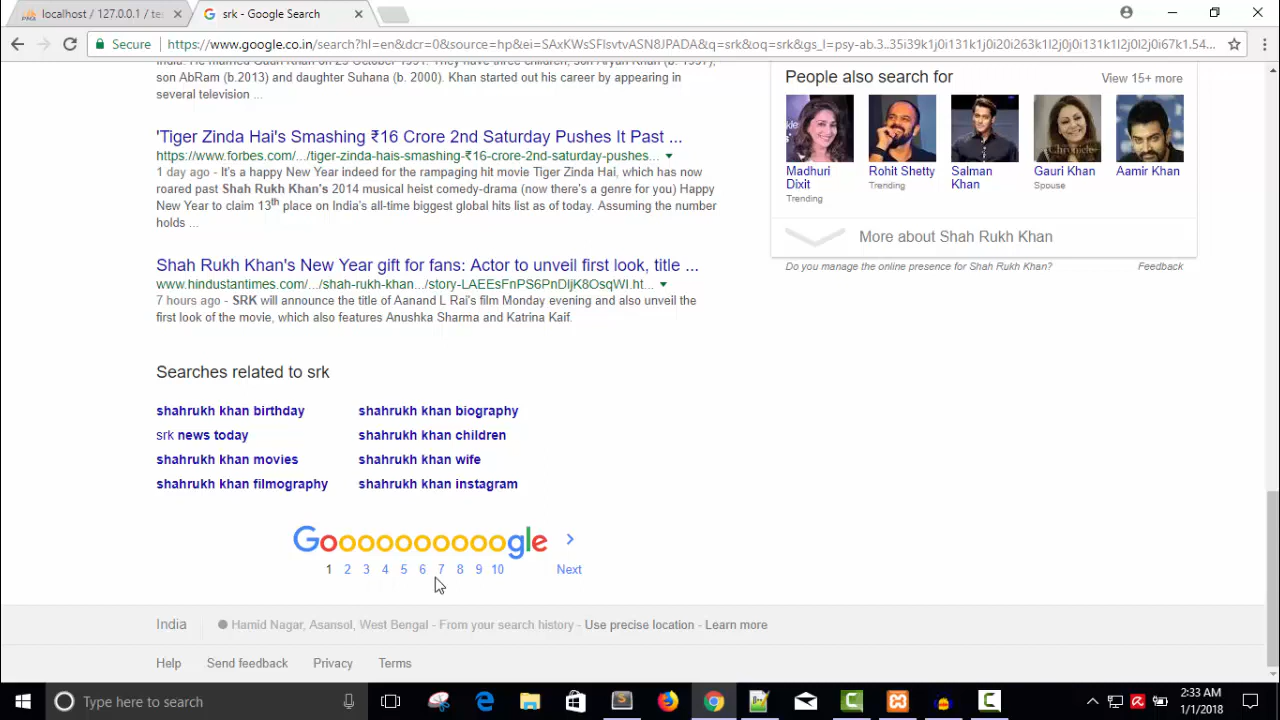 localhost / 127.0.0.1 / te
srk - Google Search
Secure
https://www.google.co.in/search?hl=en&dcr=0&source=hp&ei=SAxKWsSFIsvtvASN8JPADA&q=srk&oq=srk&gs_l=psy-ab.3..35i39k1j0i131k1j0i20i263k1l2j0j0i131k1j0l2j0i67k1.54...
son AbRam (b.2013) and daughter Suhana (b. 2000). Khan started out his career by appearing in
several television ...
'Tiger Zinda Hai's Smashing ₹16 Crore 2nd Saturday Pushes It Past ...
https://www.forbes.com/.../tiger-zinda-hais-smashing-₹16-crore-2nd-saturday-pushes...
1 day ago - It's a happy New Year indeed for the rampaging hit movie Tiger Zinda Hai, which has now
roared past Shah Rukh Khan's 2014 musical heist comedy-drama (now there's a genre for you) Happy
New Year to claim 13th place on India's all-time biggest global hits list as of today. Assuming the number
holds ...
Shah Rukh Khan's New Year gift for fans: Actor to unveil first look, title ...
www.hindustantimes.com/.../shah-rukh-khan.../story-LAEEsFnPS6PnDljK8OsqWI.ht...
7 hours ago - SRK will announce the title of Aanand L Rai's film Monday evening and also unveil the
first look of the movie, which also features Anushka Sharma and Katrina Kaif.
Searches related to srk
shahrukh khan birthday
shahrukh khan biography
srk news today
shahrukh khan children
shahrukh khan movies
shahrukh khan wife
shahrukh khan filmography
shahrukh khan instagram
Goooooooooogle
1 2 3 4 5 6 7 8 9 10 Next
People also search for
View 15+ more
Madhuri Dixit
Trending
Rohit Shetty
Trending
Salman Khan
Gauri Khan
Spouse
Aamir Khan
More about Shah Rukh Khan
Do you manage the online presence for Shah Rukh Khan?
Feedback
India
Hamid Nagar, Asansol, West Bengal - From your search history - Use precise location - Learn more
Help Send feedback Privacy Terms
Type here to search
2:33 AM
1/1/2018